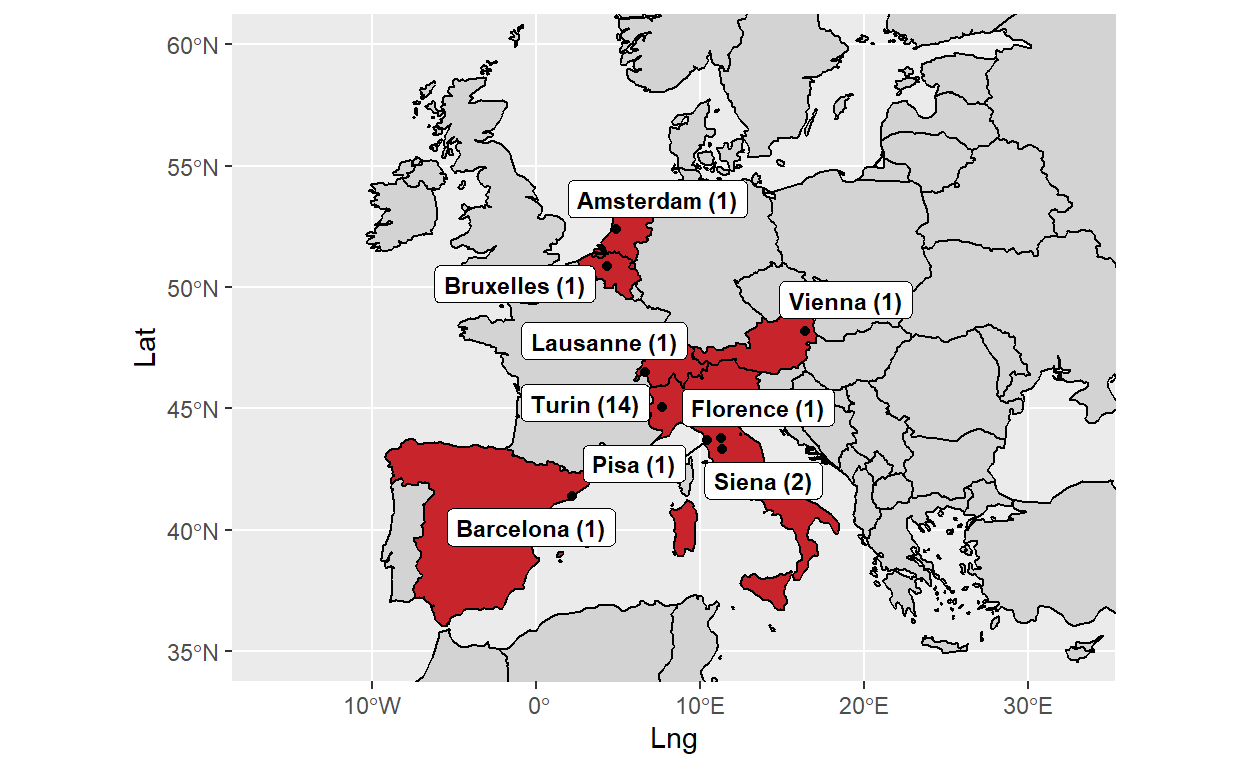 60°N
55°N
50°N
45°N
40°N
35°N
Lat
Amsterdam (1)
Bruxelles (1)
Vienna (1)
Lausanne (1)
Turin (14)
Florence (1)
Pisa (1)
Siena (2)
Barcelona (1)
10°W
0°
10°E
20°E
30°E
Lng